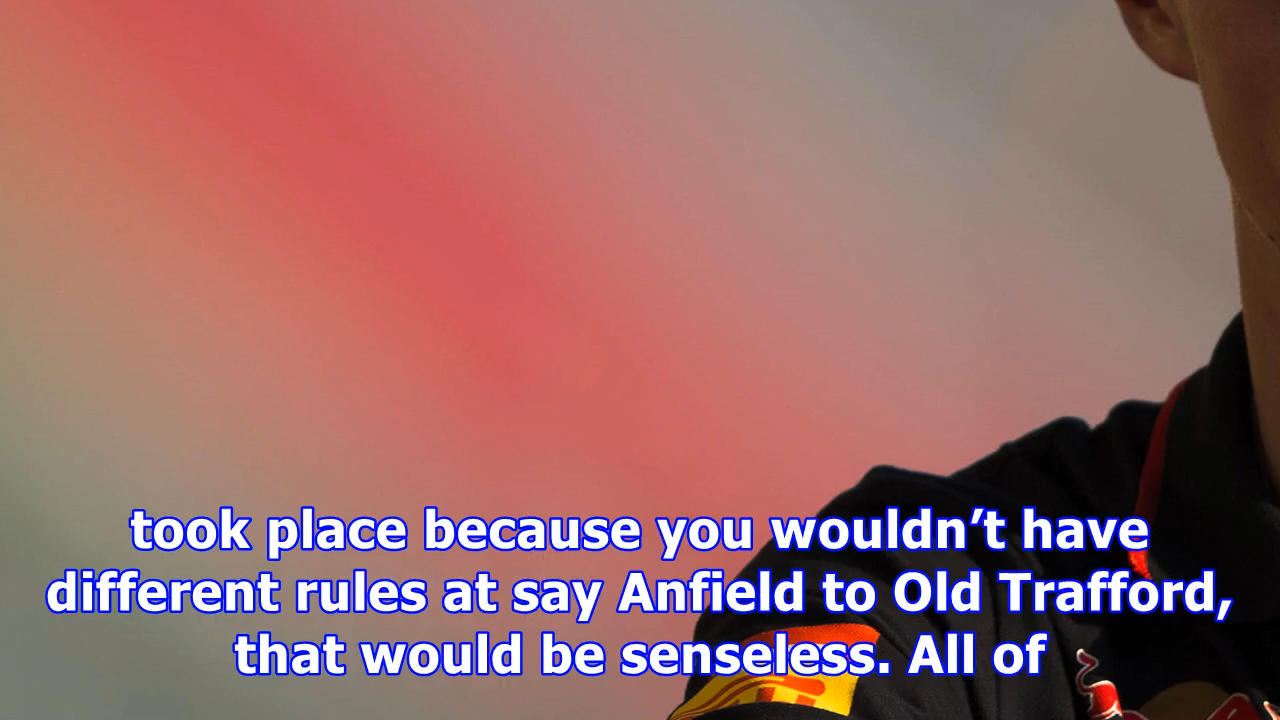 took place because you wouldn’t have
different rules at say Anfield to Old Trafford,
that would be senseless. All of